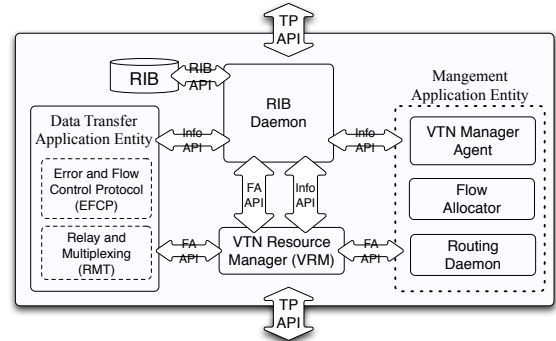 TP
API
RIB
RIB
API
RIB
Daemon
Mangement
Application Entity
Data Transfer
Application Entity
Info
API
Info
API
VTN Manager
Agent
Error and Flow
Control Protocol
(EFCP)
FA
API
Info
API
Flow
Allocator
Relay and
Multiplexing
(RMT)
FA
API
VTN Resource
Manager (VRM)
FA
API
Routing
Daemon
TP
API